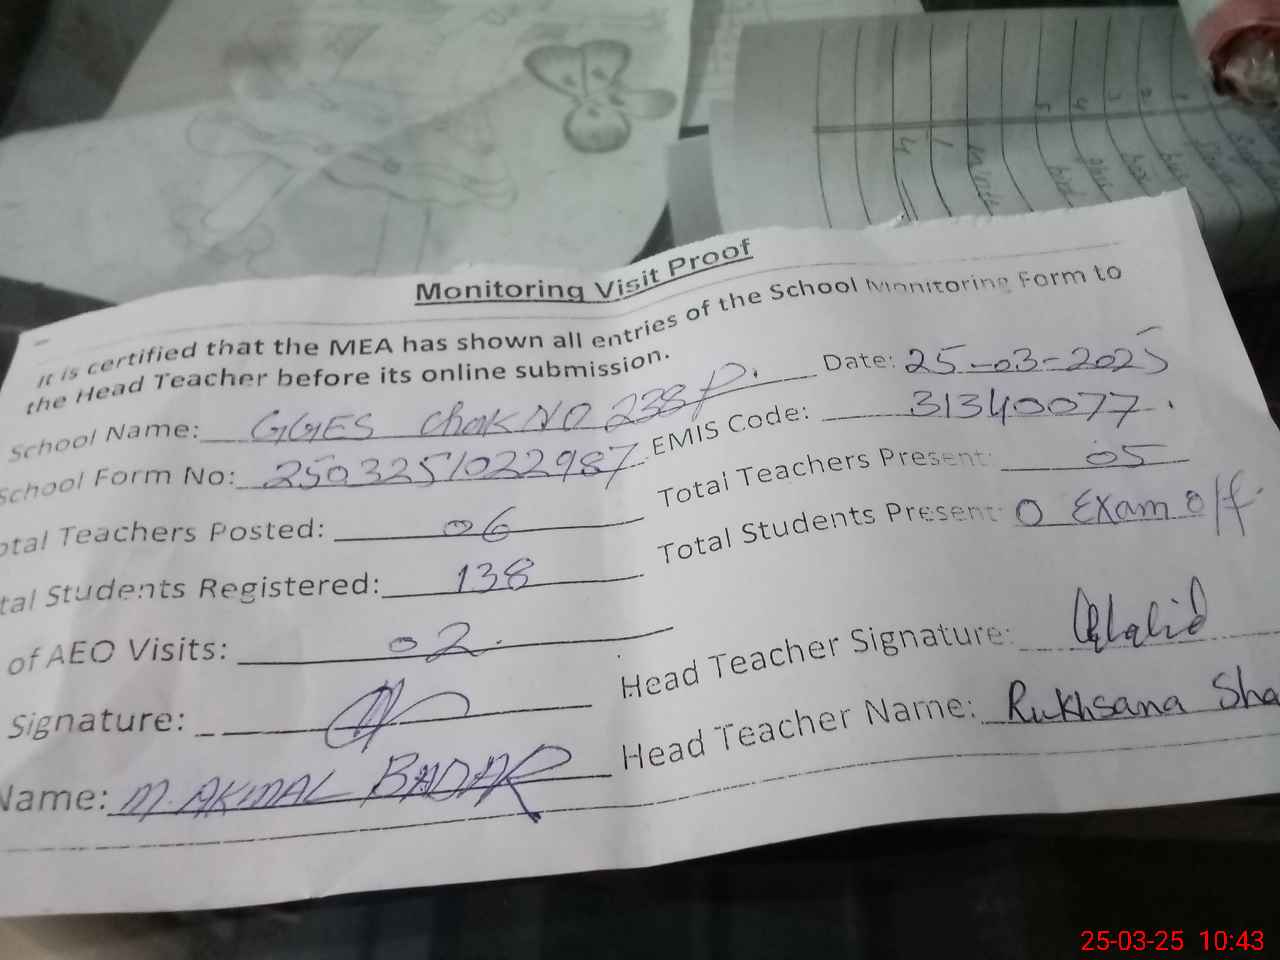 Monitoring Visit Proof
It is certified that the MEA has shown all entries of the School Monitoring Form to
the Head Teacher before its online submission.
School Name: GGES Chak NO 238 P. Date: 25-03-2025
School Form No: 2503251022987 EMIS Code: 31340077.
otal Teachers Posted: 06 Total Teachers Present: 05
tal Students Registered: 138 Total Students Present: 0 Exam off.
of AEO Visits: 02.
Signature: Head Teacher Signature: Khalid
Name: M. AKMAL BADAR Head Teacher Name: Rukhsana Sha
25-03-25 10:43